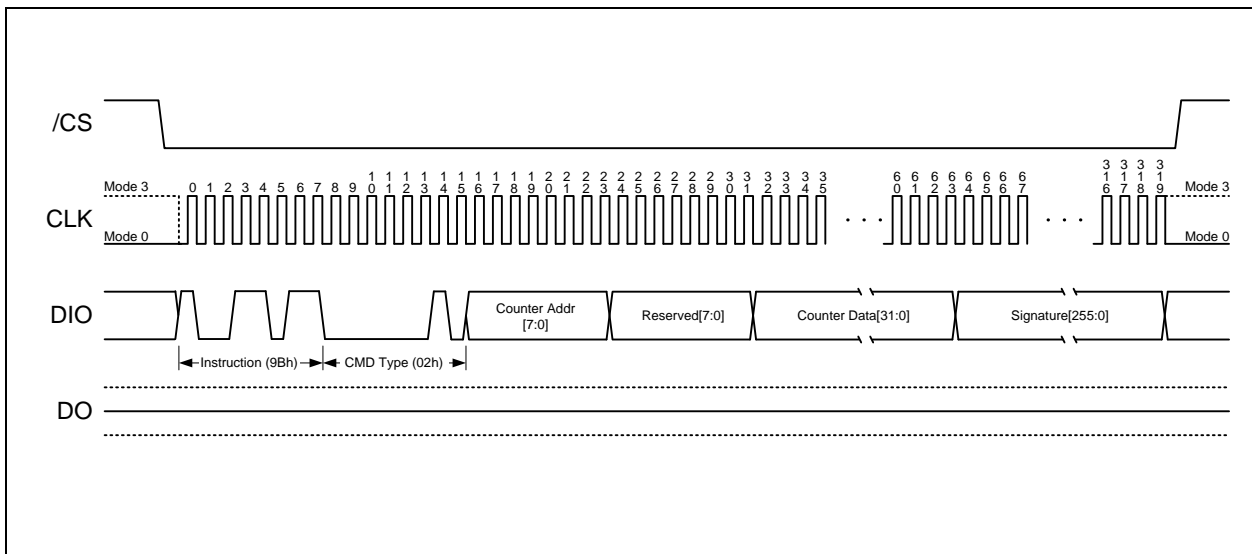 /CS
Mode 3
0 1 2 3 4 5 6 7 8 9 10 11 12 13 14 15 16 17 18 19 20 21 22 23 24 25 26 27 28 29 30 31 32 33 34 35 60 61 62 63 64 65 66 67 316 317 318 319
Mode 3
CLK
. . .
. . .
Mode 0
Mode 0
DIO
Counter Addr
[7:0]
Reserved[7:0]
Counter Data[31:0]
Signature[255:0]
Instruction (9Bh)
CMD Type (02h)
DO